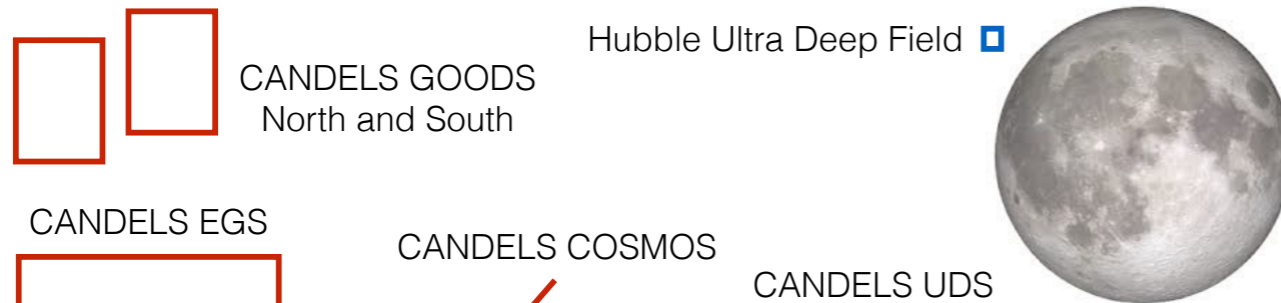 Hubble Ultra Deep Field
CANDELS GOODS
North and South
CANDELS EGS
CANDELS COSMOS
CANDELS UDS